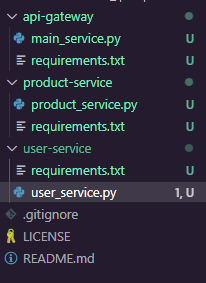 api-gateway
main_service.py U
requirements.txt U
product-service
product_service.py U
requirements.txt U
user-service
requirements.txt U
user_service.py 1, U
.gitignore
LICENSE
README.md